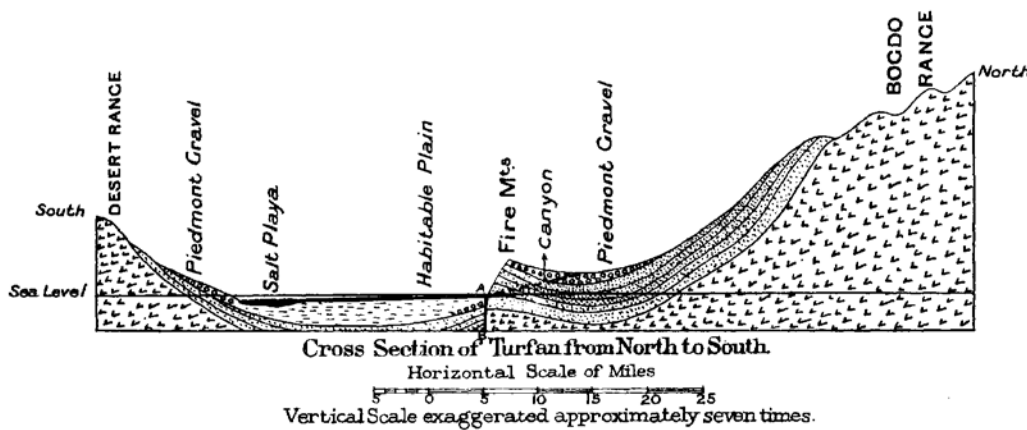 South
DESERT RANGE
Piedmont Gravel
Salt Playa
Habitable Plain
Fire Mts
Canyon
Piedmont Gravel
BOGDO
RANGE
North
Sea Level
A
B
Cross Section of Turfan from North to South.
Horizontal Scale of Miles
5 0 5 10 15 20 25
Vertical Scale exaggerated approximately seven times.